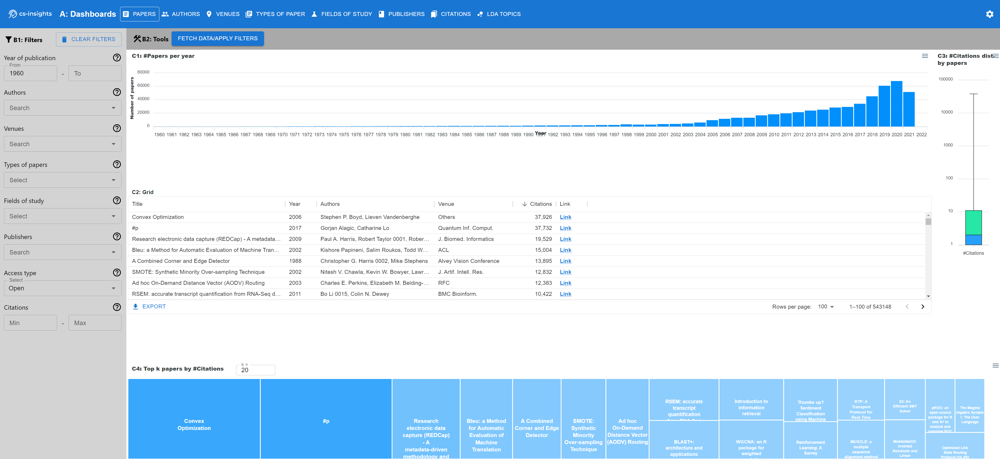 cs-insights A: Dashboards PAPERS AUTHORS VENUES TYPES OF PAPER FIELDS OF STUDY PUBLISHERS CITATIONS LDA TOPICS
B1: Filters CLEAR FILTERS
B2: Tools FETCH DATA/APPLY FILTERS
Year of publication
From
1960 - To
Authors
Search
Venues
Search
Types of papers
Select
Fields of study
Select
Publishers
Search
Access type
Select
Open
Citations
Min - Max
C1: #Papers per year
Number of papers
80000
60000
40000
20000
0
1960 1961 1962 1963 1964 1965 1966 1967 1968 1969 1970 1971 1972 1973 1974 1975 1976 1977 1978 1979 1980 1981 1982 1983 1984 1985 1986 1987 1988 1989 1990 1991 1992 1993 1994 1995 1996 1997 1998 1999 2000 2001 2002 2003 2004 2005 2006 2007 2008 2009 2010 2011 2012 2013 2014 2015 2016 2017 2018 2019 2020 2021 2022
Year
C3: #Citations dist.
by papers
100000
10000
1000
100
10
1
#Citations
C2: Grid
Title Year Authors Venue Citations Link
Convex Optimization 2006 Stephen P. Boyd, Lieven Vandenberghe Others 37,926 Link
#p 2017 Gorjan Alagic, Catharine Lo Quantum Inf. Comput. 37,732 Link
Research electronic data capture (REDCap) - A metadata... 2009 Paul A. Harris, Robert Taylor 0001, Rober... J. Biomed. Informatics 19,529 Link
Bleu: a Method for Automatic Evaluation of Machine Tran... 2002 Kishore Papineni, Salim Roukos, Todd W... ACL 15,004 Link
A Combined Corner and Edge Detector 1988 Christopher G. Harris 0002, Mike Stephens Alvey Vision Conference 13,895 Link
SMOTE: Synthetic Minority Over-sampling Technique 2002 Nitesh V. Chawla, Kevin W. Bowyer, Lawr... J. Artif. Intell. Res. 12,832 Link
Ad hoc On-Demand Distance Vector (AODV) Routing 2003 Charles E. Perkins, Elizabeth M. Belding-... RFC 12,383 Link
RSEM: accurate transcript quantification from RNA-Seq d... 2011 Bo Li 0015, Colin N. Dewey BMC Bioinform. 10,422 Link
EXPORT Rows per page: 100 1–100 of 543148
C4: Top k papers by #Citations
k =
20
Convex
Optimization
#p
Research
electronic data
capture (REDCap)
- A
metadata-driven
methodology and
Bleu: a Method
for Automatic
Evaluation of
Machine
Translation
A Combined
Corner and Edge
Detector
SMOTE:
Synthetic
Minority
Over-sampling
Technique
Ad hoc
On-Demand
Distance Vector
(AODV) Routing
RSEM: accurate
transcript
quantification
from RNA-Seq
BLAST+:
architecture and
applications
Introduction to
information
retrieval
WGCNA: an R
package for
weighted
Thumbs up?
Sentiment
Classification
using Machine
Reinforcement
Learning: A
Survey
RTP: A
Transport
Protocol for
Real-Time
MUSCLE: a
multiple
sequence
alignment method
Z3: An
Efficient SMT
Solver
MobileNetV2:
Inverted
Residuals and
Linear
pROC: an
open-source
package for R
and S+ to
analyze and
compare ROC
The Magma
Algebra System
I: The User
Language
Optimized Link
State Routing
Protocol (OLSR)